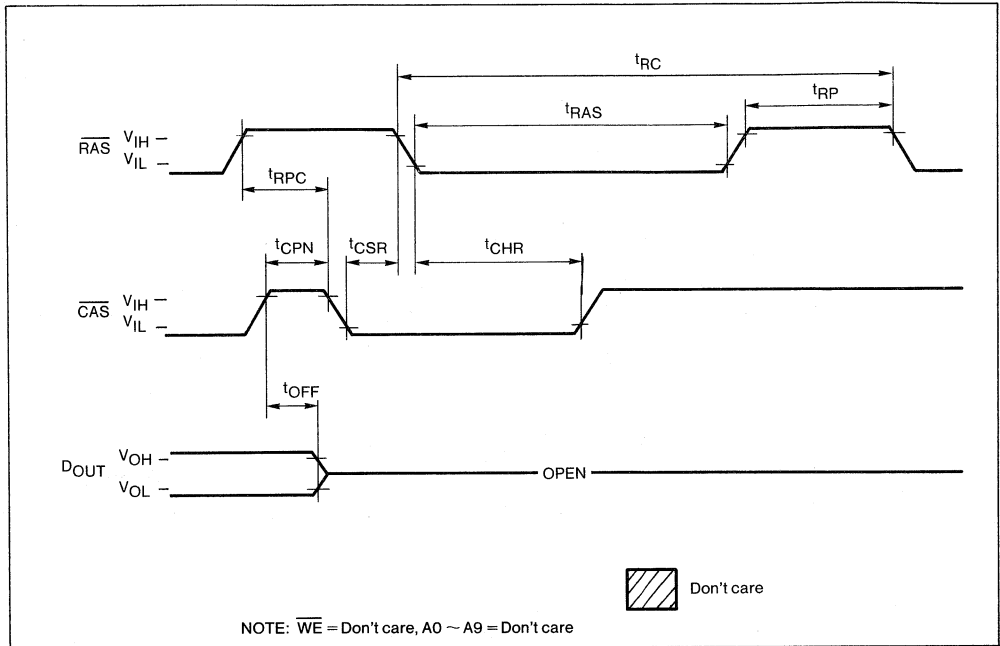 tRC
tRP
tRAS
RAS VIH
VIL
tRPC
tCPN tCSR tCHR
CAS VIH
VIL
tOFF
DOUT VOH
VOL
OPEN
Don't care
NOTE: WE = Don't care, A0 ~ A9 = Don't care